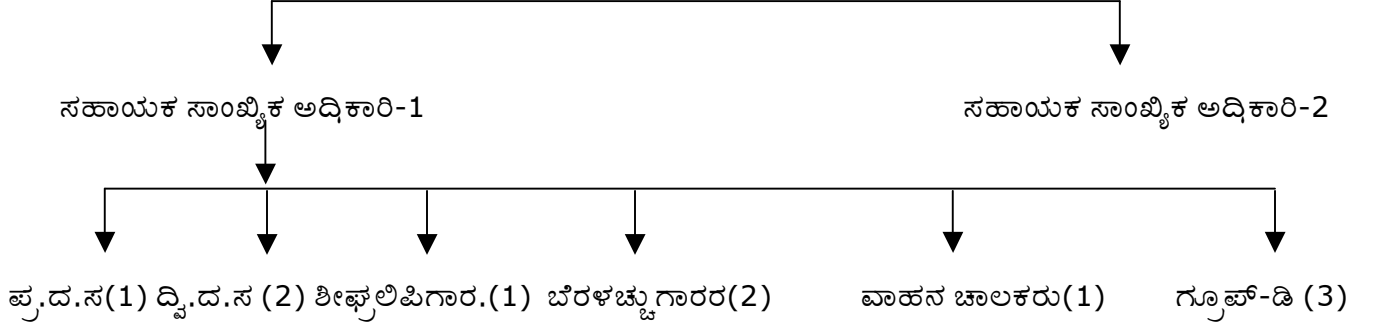 ಸಹಾಯಕ ಸಾಂಖ್ಯಿಕ ಅಧಿಕಾರಿ-1 ಸಹಾಯಕ ಸಾಂಖ್ಯಿಕ ಅಧಿಕಾರಿ-2
ಪ್ರ.ದ.ಸ(1) ದ್ವಿ.ದ.ಸ (2) ಶೀಘ್ರಲಿಪಿಗಾರ.(1) ಬೆರಳಚ್ಚುಗಾರರ(2) ವಾಹನ ಚಾಲಕರು(1) ಗ್ರೂಪ್-ಡಿ (3)